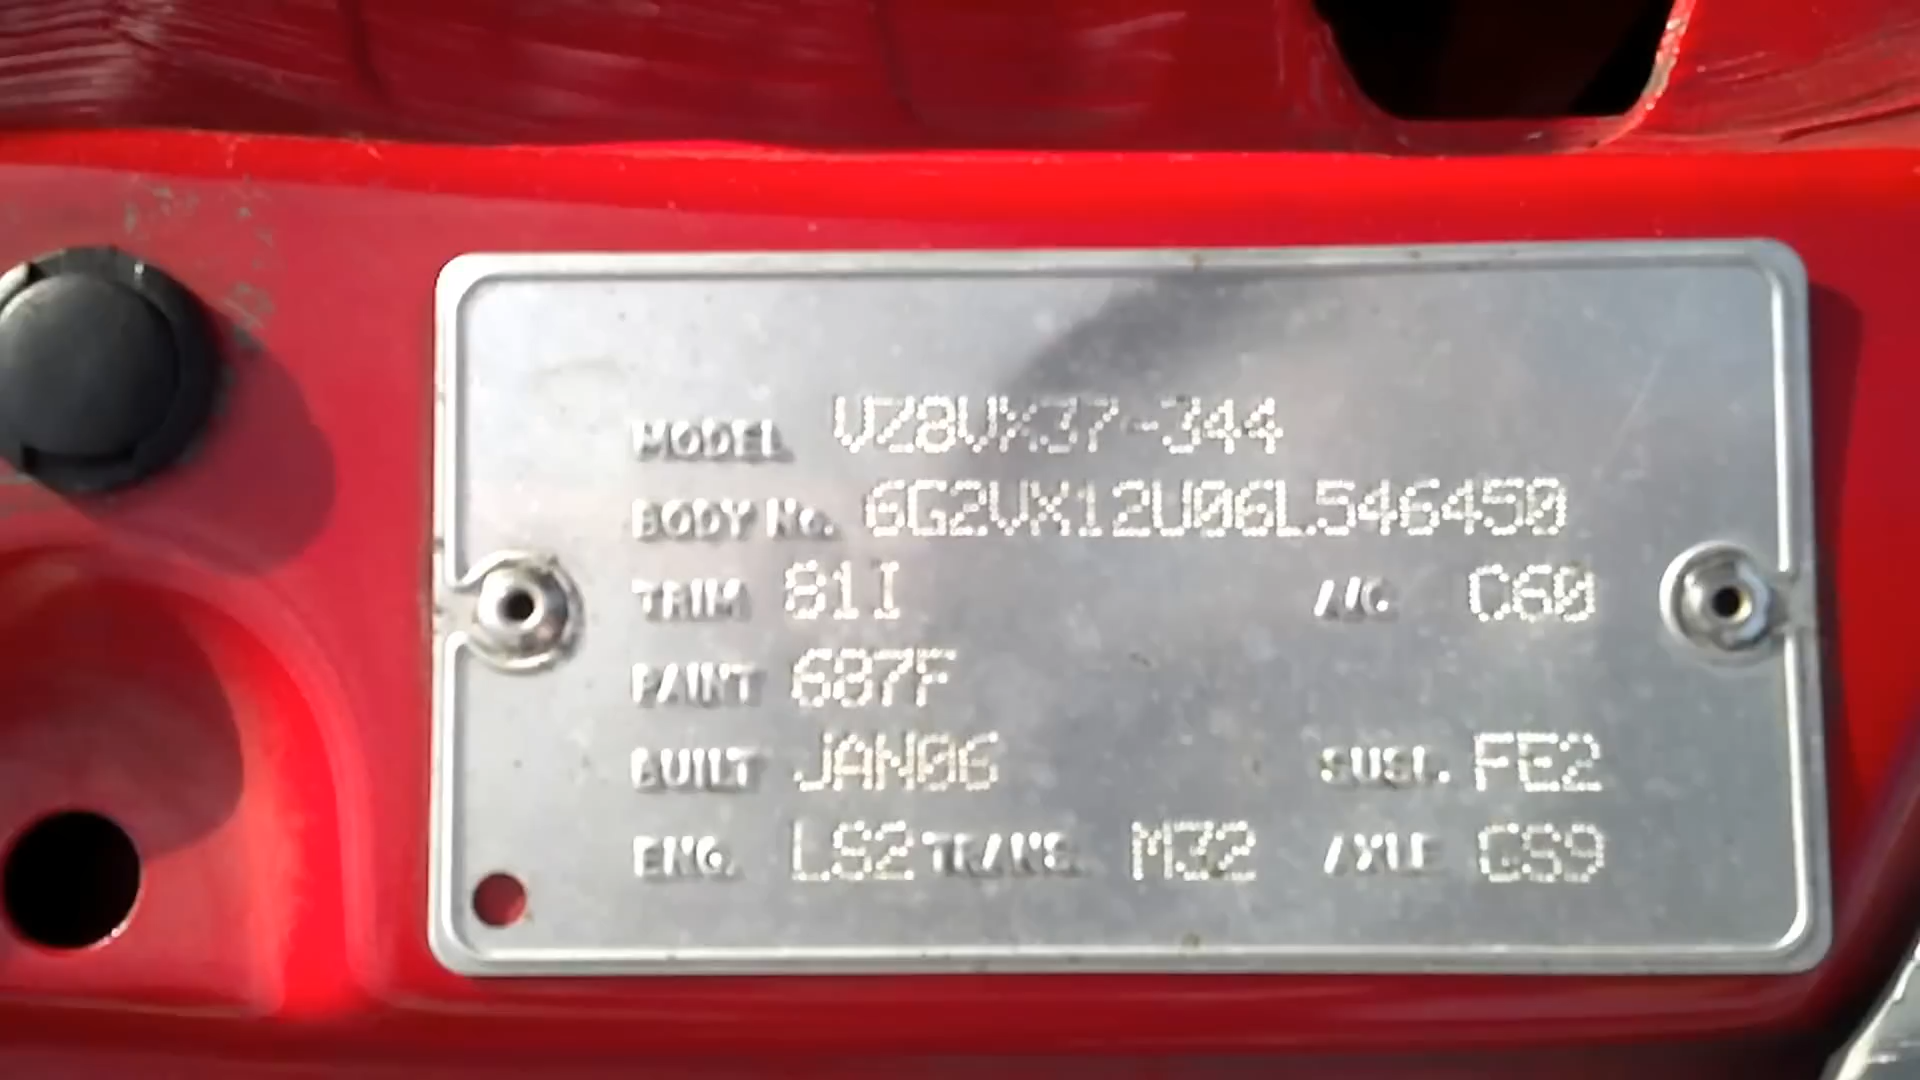 MODEL VZ8VX37-344
BODY No. 6G2VX12U06L546450
TRIM 81I A/C C60
PAINT 687F
BUILT JAN06 SUSP. FE2
ENG. LS2 TRANS. M32 AXLE GS9